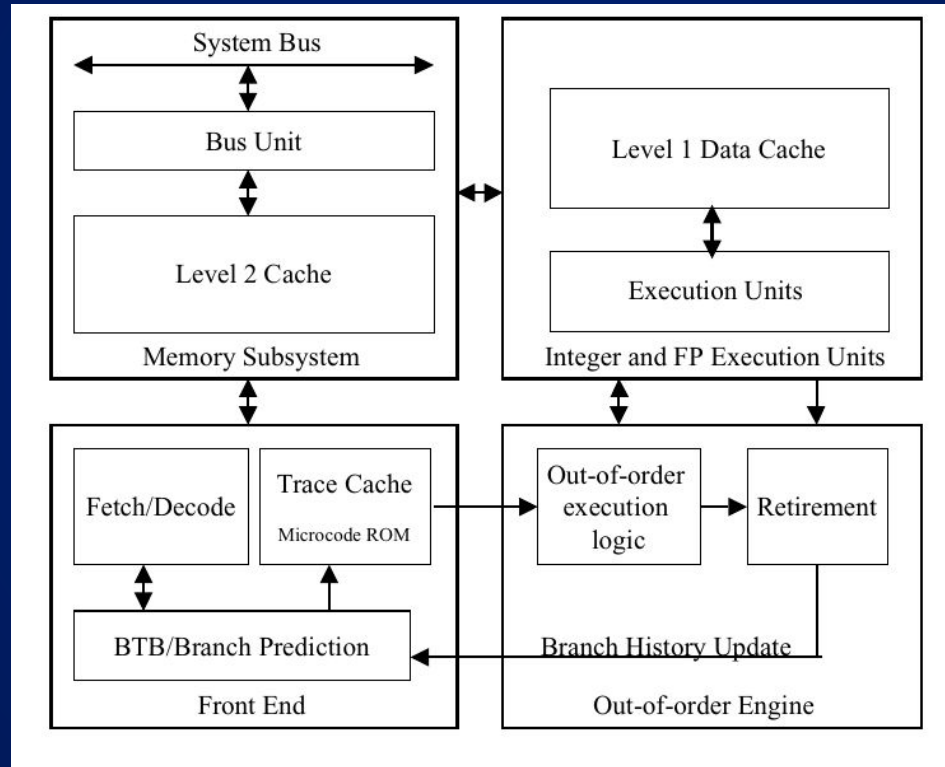 System Bus
Bus Unit
Level 2 Cache
Memory Subsystem
Level 1 Data Cache
Execution Units
Integer and FP Execution Units
Fetch/Decode
Trace Cache
Microcode ROM
BTB/Branch Prediction
Front End
Out-of-order
execution
logic
Retirement
Branch History Update
Out-of-order Engine